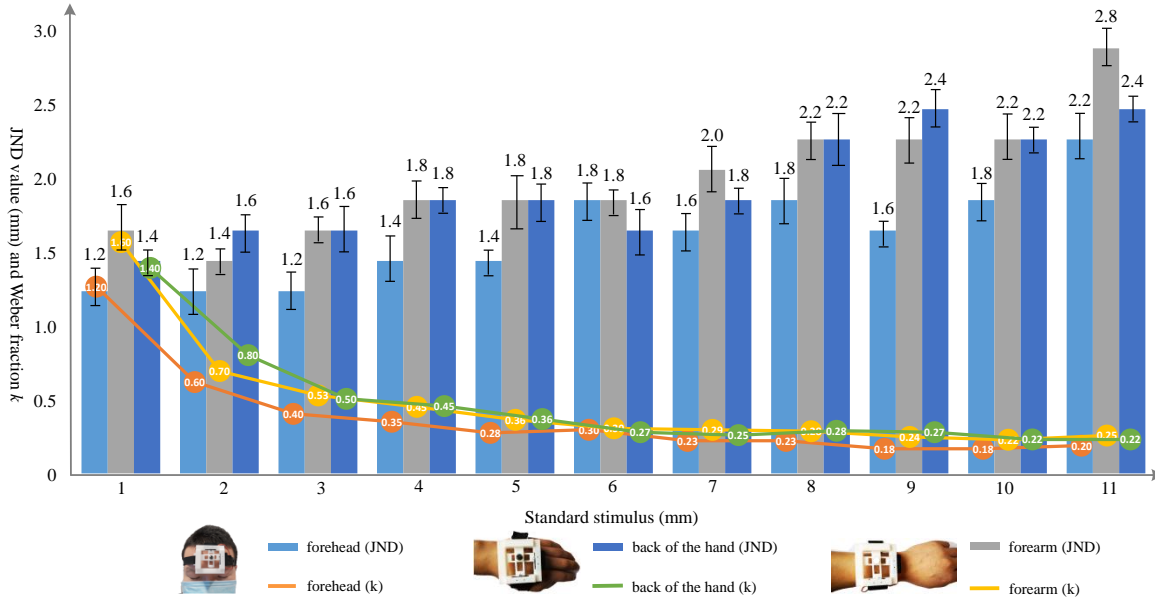 JND value (mm) and Weber fraction k
3.0
2.5
2.0
1.5
1.0
0.5
0
1.2 1.6 1.4
1.2 1.4 1.6
1.2 1.6 1.6
1.4 1.8 1.8
1.4 1.8 1.8
1.8 1.8 1.6
1.6 2.0 1.8
1.8 2.2 2.2
1.6 2.2 2.4
1.8 2.2 2.2
2.2 2.8 2.4
1.20 0.60 0.40 0.35 0.28 0.30 0.23 0.23 0.18 0.18 0.20
1.60 0.70 0.53 0.45 0.36 0.29 0.24 0.22 0.25
1.40 0.80 0.50 0.45 0.36 0.27 0.25 0.28 0.27 0.22 0.22
1 2 3 4 5 6 7 8 9 10 11
Standard stimulus (mm)
forehead (JND) back of the hand (JND) forearm (JND)
forehead (k) back of the hand (k) forearm (k)